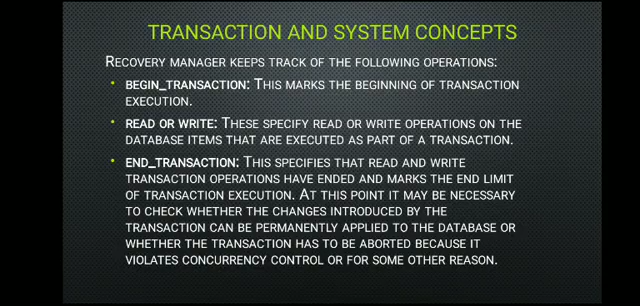 TRANSACTION AND SYSTEM CONCEPTS
RECOVERY MANAGER KEEPS TRACK OF THE FOLLOWING OPERATIONS:
• BEGIN_TRANSACTION: THIS MARKS THE BEGINNING OF TRANSACTION
EXECUTION.
• READ OR WRITE: THESE SPECIFY READ OR WRITE OPERATIONS ON THE
DATABASE ITEMS THAT ARE EXECUTED AS PART OF A TRANSACTION.
• END_TRANSACTION: THIS SPECIFIES THAT READ AND WRITE
TRANSACTION OPERATIONS HAVE ENDED AND MARKS THE END LIMIT
OF TRANSACTION EXECUTION. AT THIS POINT IT MAY BE NECESSARY
TO CHECK WHETHER THE CHANGES INTRODUCED BY THE
TRANSACTION CAN BE PERMANENTLY APPLIED TO THE DATABASE OR
WHETHER THE TRANSACTION HAS TO BE ABORTED BECAUSE IT
VIOLATES CONCURRENCY CONTROL OR FOR SOME OTHER REASON.